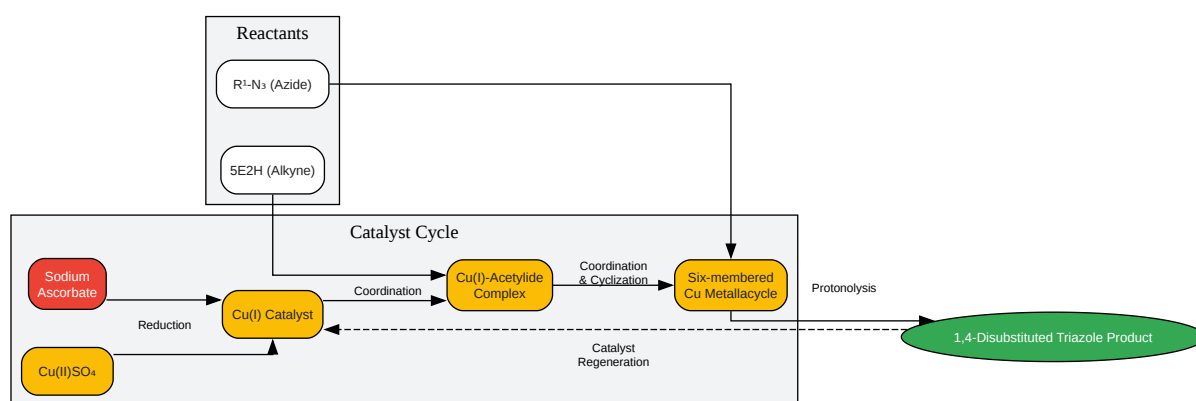 Reactants
R¹-N₃ (Azide)
5E2H (Alkyne)
Catalyst Cycle
Sodium
Ascorbate
Reduction
Cu(II)SO₄
Cu(I) Catalyst
Coordination
Cu(I)-Acetylide
Complex
Coordination
& Cyclization
Six-membered
Cu Metallacycle
Protonolysis
1,4-Disubstituted Triazole Product
Catalyst
Regeneration